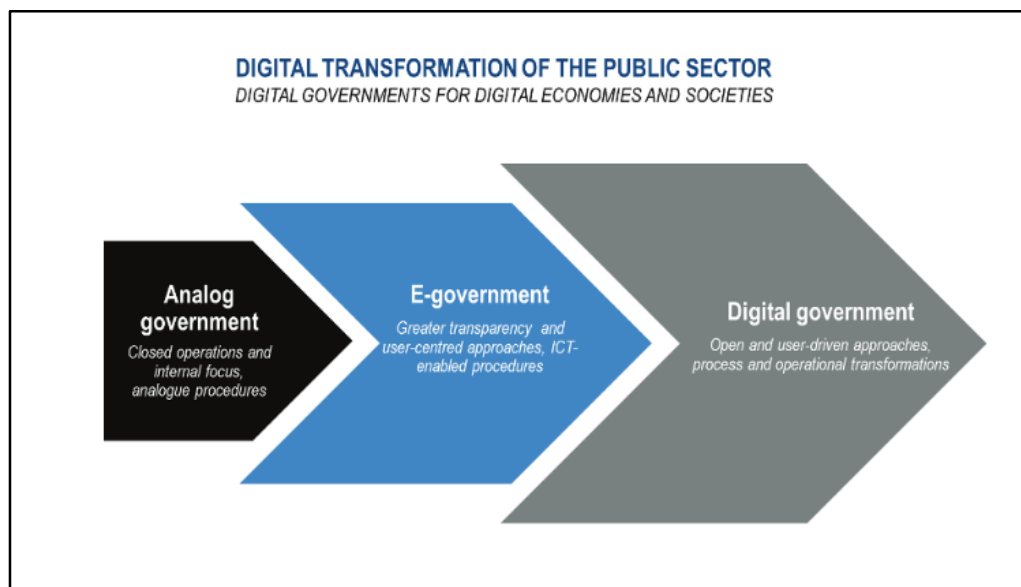 DIGITAL TRANSFORMATION OF THE PUBLIC SECTOR
DIGITAL GOVERNMENTS FOR DIGITAL ECONOMIES AND SOCIETIES
Analog
government
Closed operations and
internal focus,
analogue procedures
E-government
Greater transparency and
user-centred approaches, ICT-
enabled procedures
Digital government
Open and user-driven approaches,
process and operational transformations